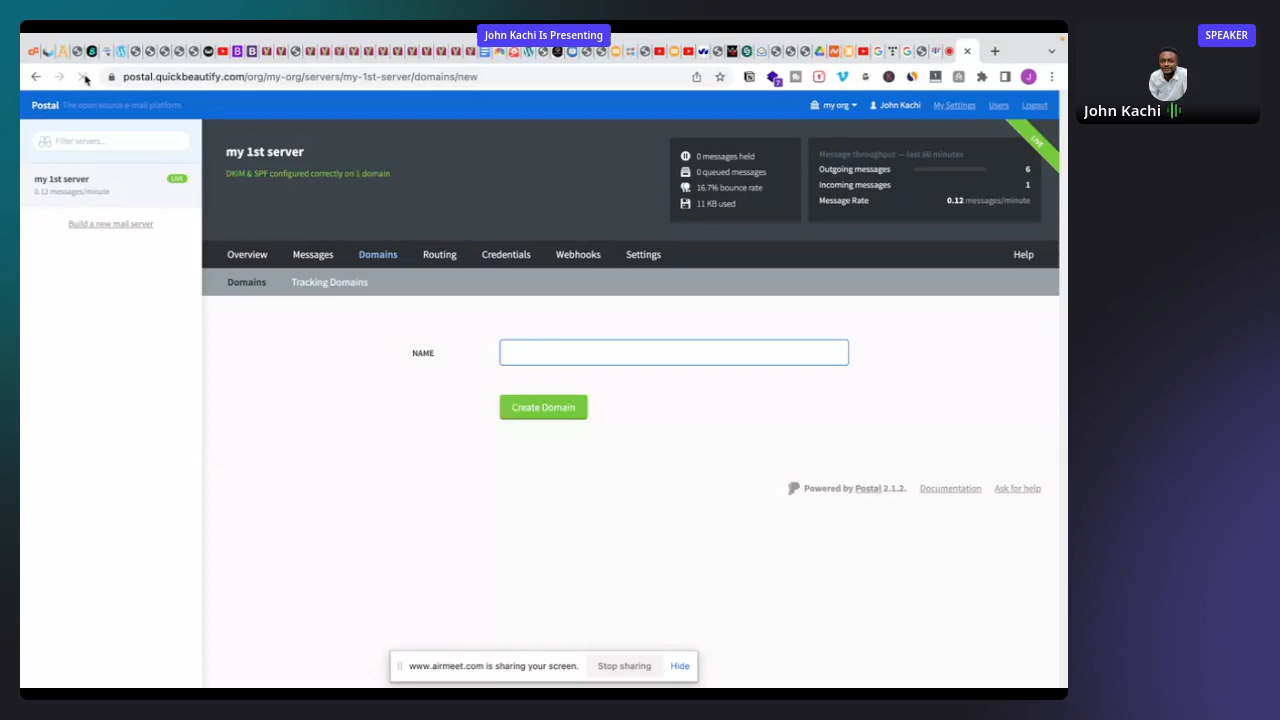 John Kachi Is Presenting
SPEAKER
John Kachi
postal.quickbeautify.com/org/my-org/servers/my-1st-server/domains/new
Postal The open source e-mail platform
my org John Kachi My Settings Users Logout
Filter servers...
my 1st server LIVE
0.12 messages/minute
Build a new mail server
my 1st server
DKIM & SPF configured correctly on 1 domain
0 messages held
0 queued messages
16.7% bounce rate
11 KB used
Message throughput — last 60 minutes
Outgoing messages 6
Incoming messages 1
Message Rate 0.12 messages/minute
LIVE
Overview Messages Domains Routing Credentials Webhooks Settings Help
Domains Tracking Domains
NAME
Create Domain
Powered by Postal 2.1.2. Documentation Ask for help
www.airmeet.com is sharing your screen. Stop sharing Hide